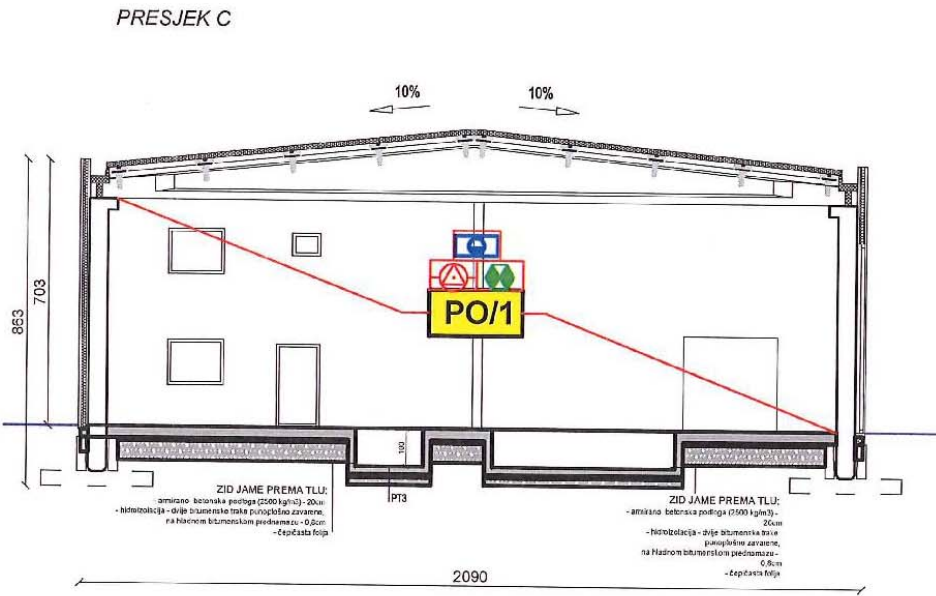 PRESJEK C
10%
10%
863
703
PO/1
100
PT3
ZID JAME PREMA TLU:
- armirano betonska podloga (2500 kg/m3) - 20cm
- hidroizolacija - dvije bitumenske trake punoplošno zavarene,
na hladnom bitumenskom prednamazu - 0,8cm
- čepičasta folija
ZID JAME PREMA TLU:
- armirano betonska podloga (2500 kg/m3) -
20cm
- hidroizolacija - dvije bitumenske trake
punoplošno zavarene,
na hladnom bitumenskom prednamazu -
0,8cm
- čepičasta folija
2090